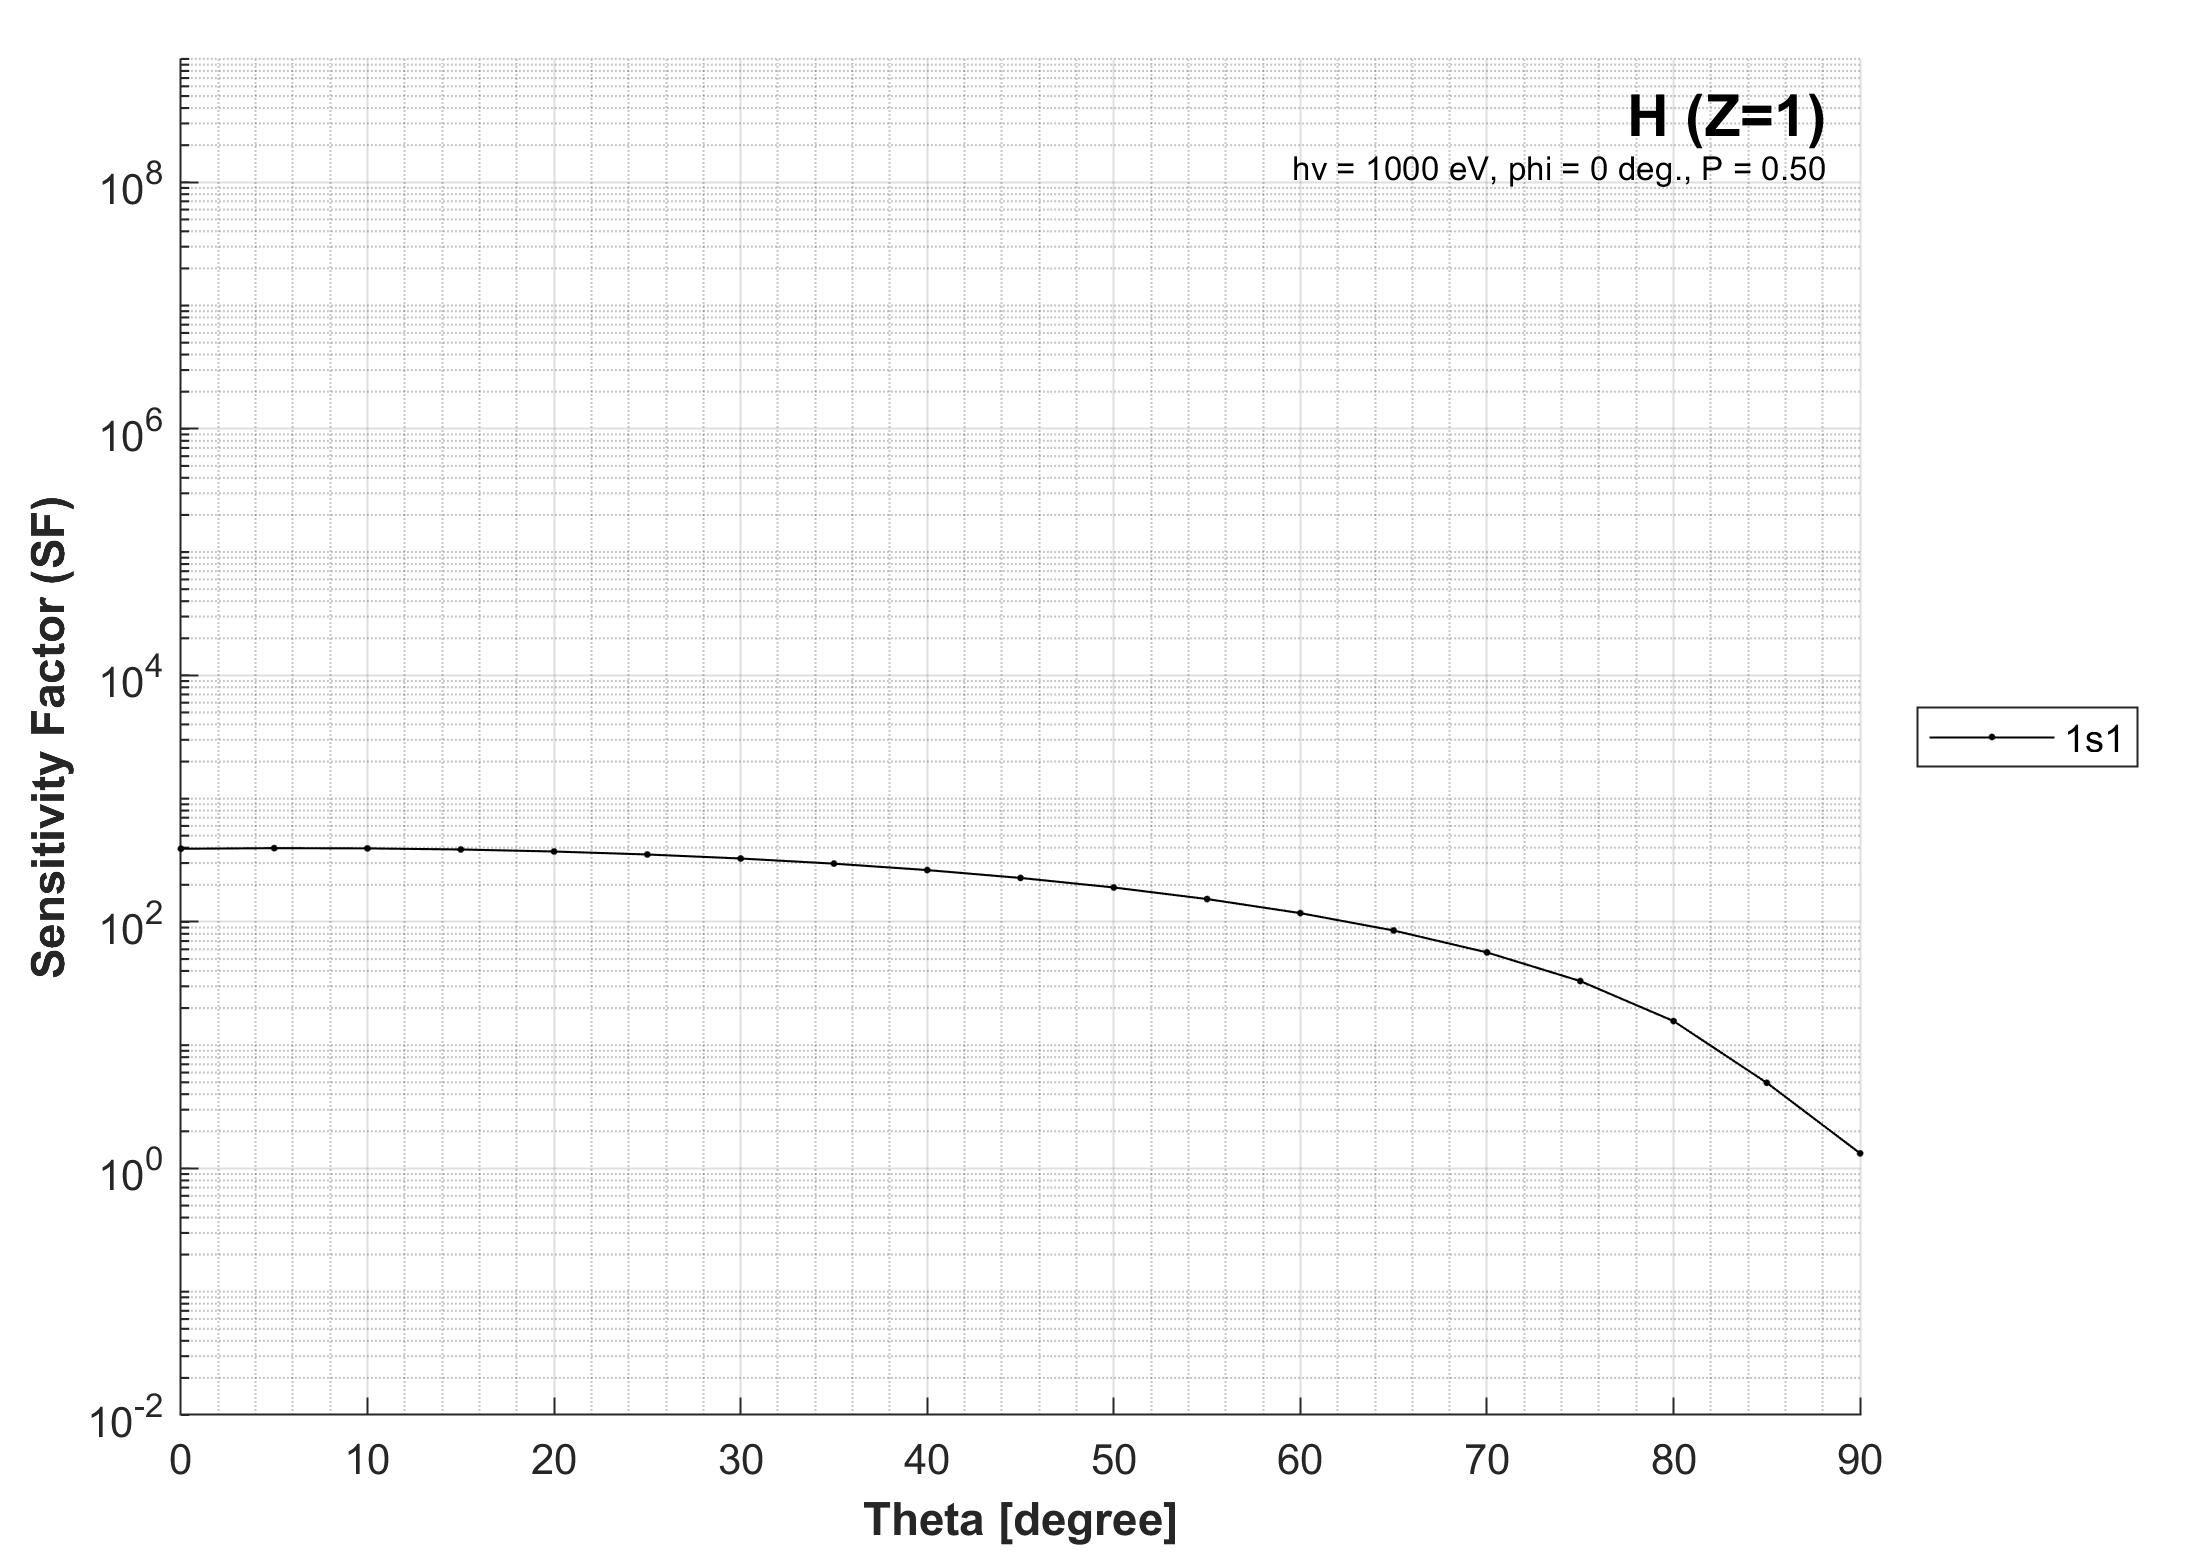 H (Z=1)
hv = 1000 eV, phi = 0 deg., P = 0.50
10^8
10^6
10^4
10^2
10^0
10^-2
Sensitivity Factor (SF)
1s1
0 10 20 30 40 50 60 70 80 90
Theta [degree]